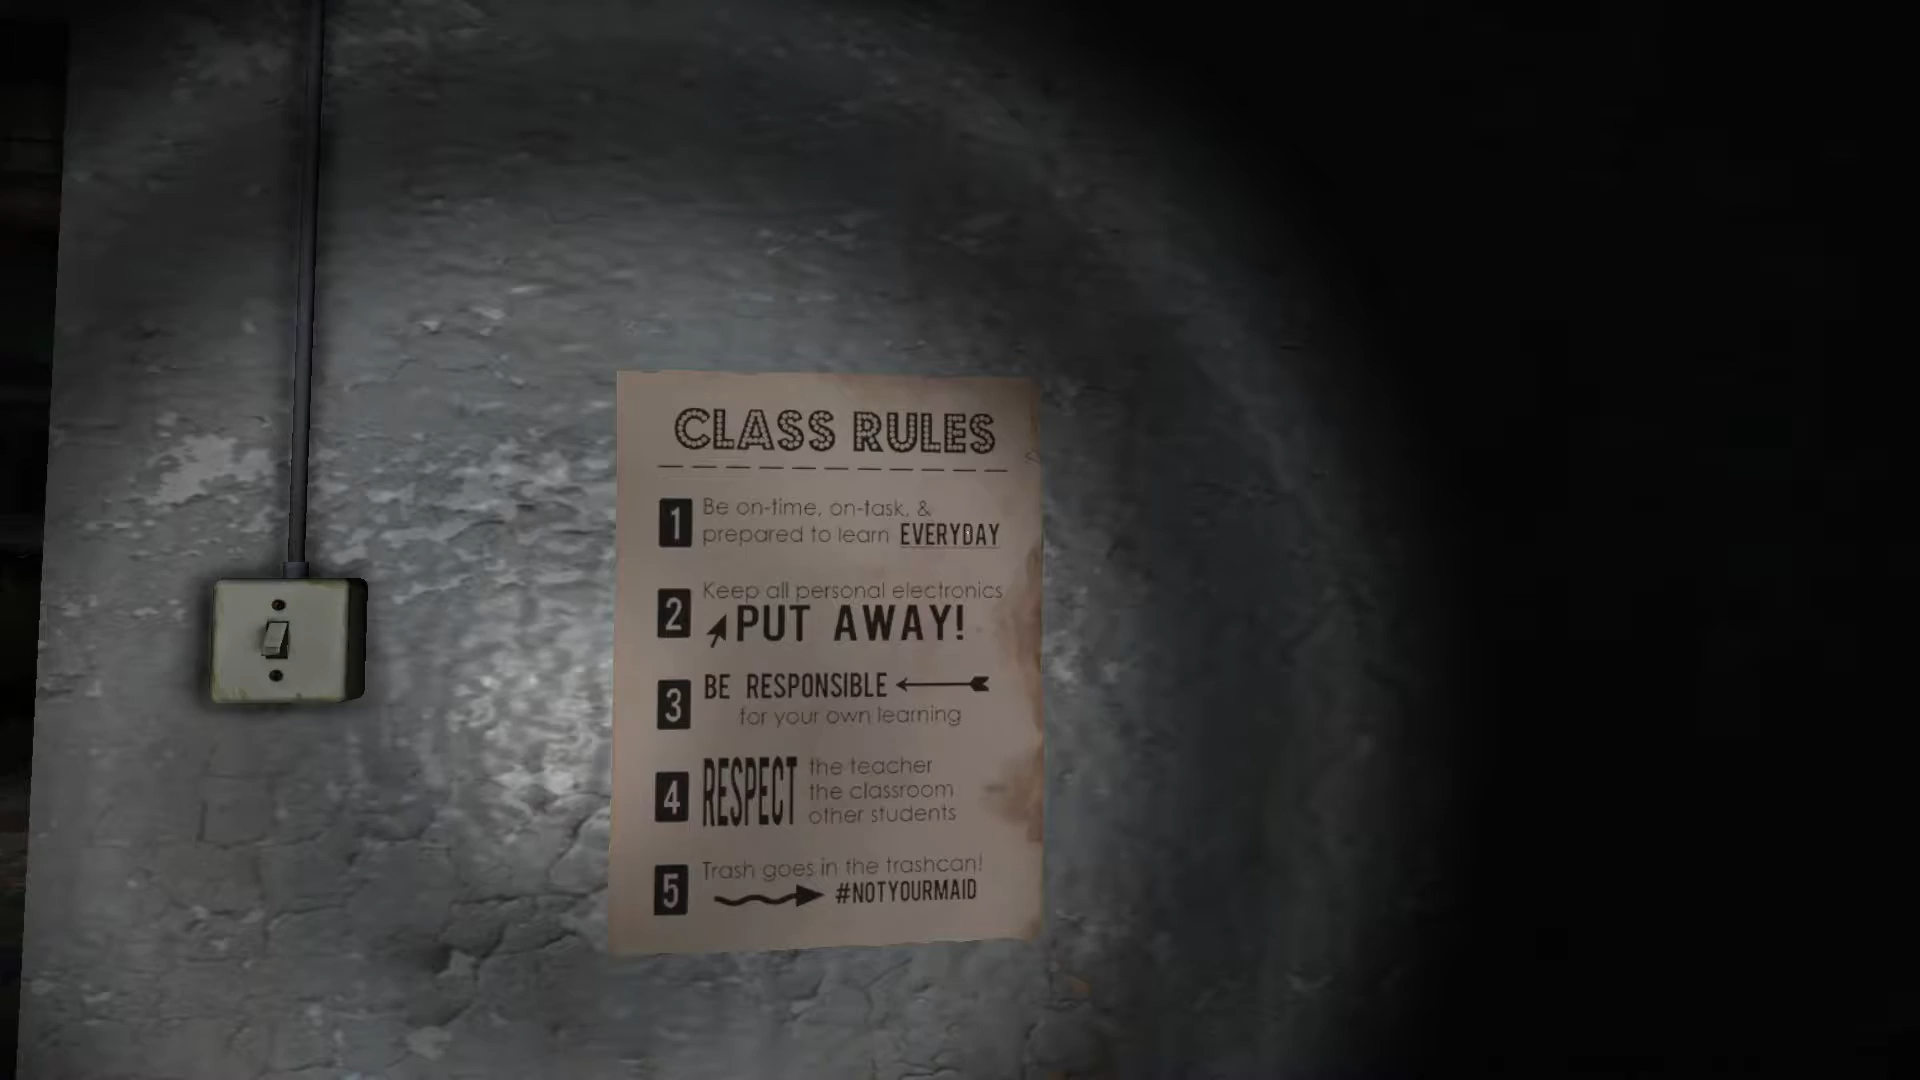 CLASS RULES
1 Be on-time, on-task, &
prepared to learn EVERYDAY
2 Keep all personal electronics
PUT AWAY!
3 BE RESPONSIBLE
for your own learning
4 RESPECT the teacher
the classroom
other students
5 Trash goes in the trashcan!
#NOTYOURMAID